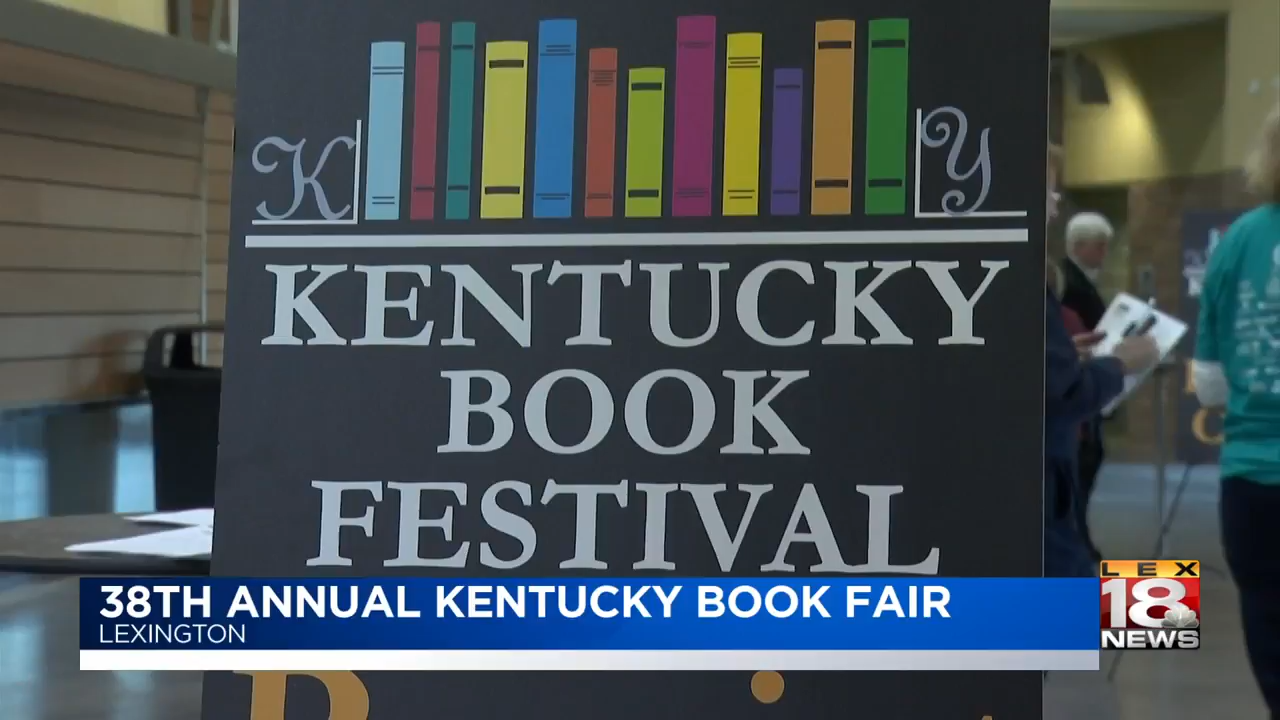 K Y
KENTUCKY
BOOK
FESTIVAL
38TH ANNUAL KENTUCKY BOOK FAIR
LEXINGTON
LEX
18
NEWS